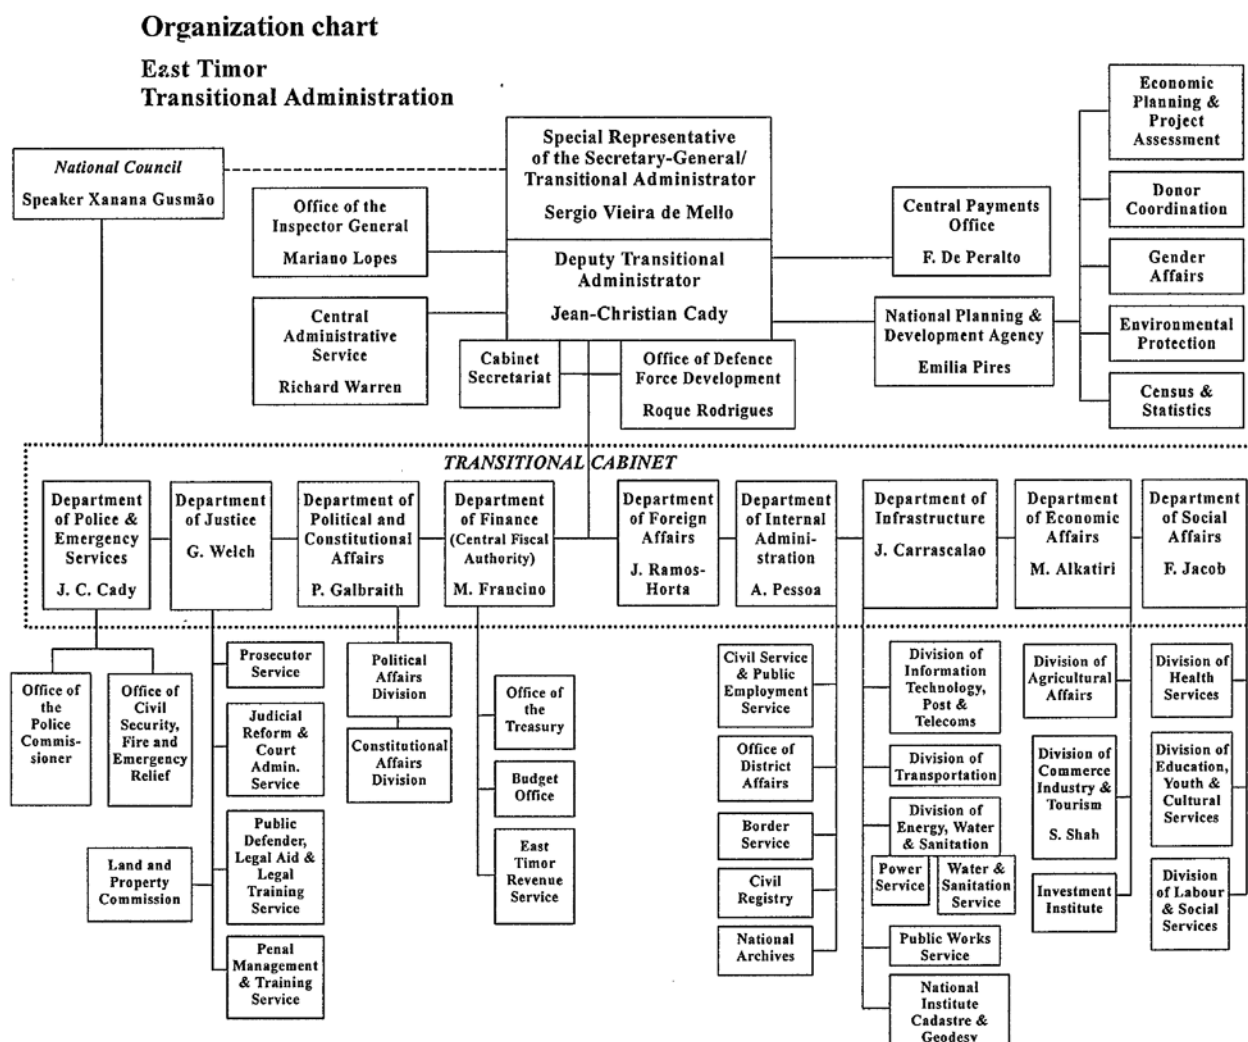 Organization chart
East Timor
Transitional Administration
National Council
Speaker Xanana Gusmão
Special Representative
of the Secretary-General/
Transitional Administrator
Sergio Vieira de Mello
Deputy Transitional
Administrator
Jean-Christian Cady
Office of the
Inspector General
Mariano Lopes
Central
Administrative
Service
Richard Warren
Cabinet
Secretariat
Office of Defence
Force Development
Roque Rodrigues
Central Payments
Office
F. De Peralto
National Planning &
Development Agency
Emilia Pires
Economic
Planning &
Project
Assessment
Donor
Coordination
Gender
Affairs
Environmental
Protection
Census &
Statistics
TRANSITIONAL CABINET
Department
of Police &
Emergency
Services
J. C. Cady
Department
of Justice
G. Welch
Department of
Political and
Constitutional
Affairs
P. Galbraith
Department
of Finance
(Central Fiscal
Authority)
M. Francino
Department
of Foreign
Affairs
J. Ramos-
Horta
Department
of Internal
Admini-
stration
A. Pessoa
Department of
Infrastructure
J. Carrascalao
Department
of Economic
Affairs
M. Alkatiri
Department
of Social
Affairs
F. Jacob
Office of
the
Police
Commis-
sioner
Office of
Civil
Security,
Fire and
Emergency
Relief
Prosecutor
Service
Judicial
Reform &
Court
Admin.
Service
Public
Defender,
Legal Aid &
Legal
Training
Service
Land and
Property
Commission
Penal
Management
& Training
Service
Political
Affairs
Division
Constitutional
Affairs
Division
Office of
the
Treasury
Budget
Office
East
Timor
Revenue
Service
Civil Service
& Public
Employment
Service
Office of
District
Affairs
Border
Service
Civil
Registry
National
Archives
Division of
Information
Technology,
Post &
Telecoms
Division of
Transportation
Division of
Energy, Water
& Sanitation
Power
Service
Water &
Sanitation
Service
Public Works
Service
National
Institute
Cadastre &
Geodesy
Division of
Agricultural
Affairs
Division of
Commerce
Industry &
Tourism
S. Shah
Investment
Institute
Division of
Health
Services
Division of
Education,
Youth &
Cultural
Services
Division
of Labour
& Social
Services